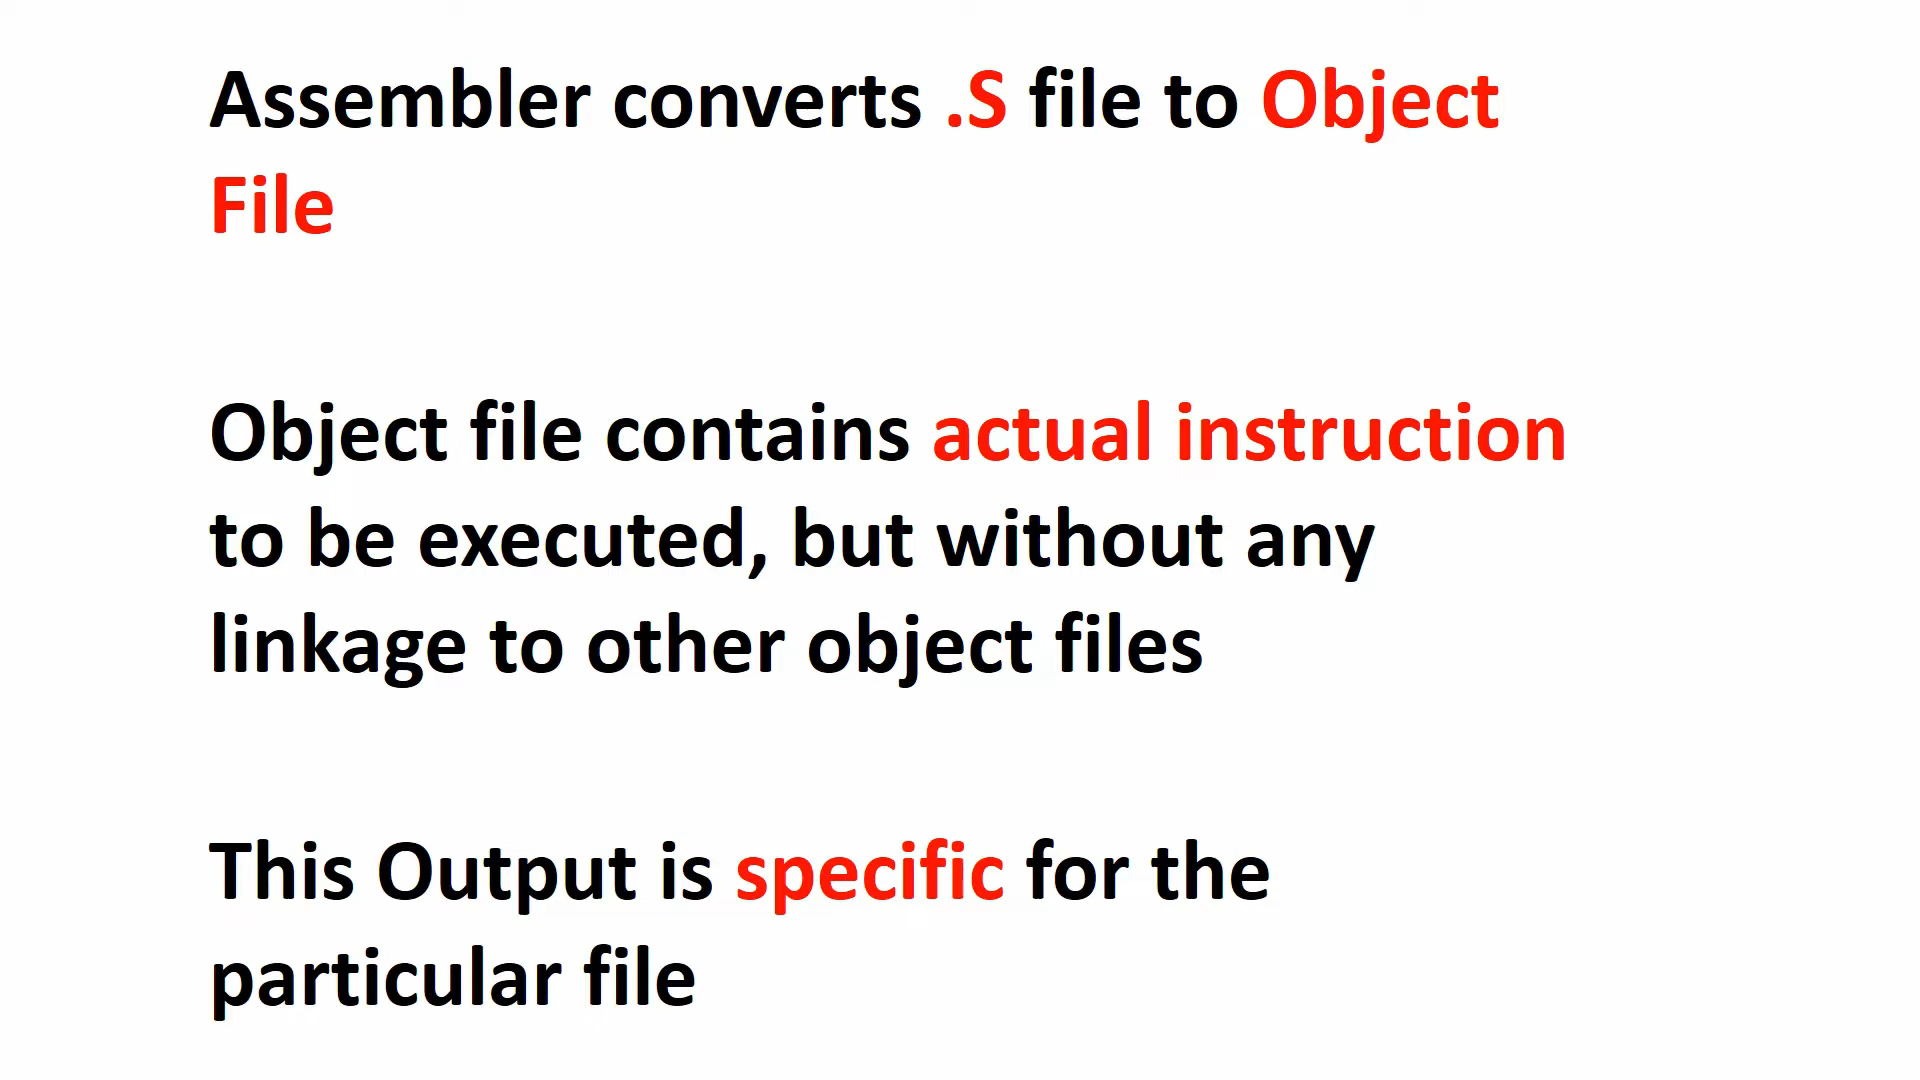 Assembler converts .S file to Object
File
Object file contains actual instruction
to be executed, but without any
linkage to other object files
This Output is specific for the
particular file